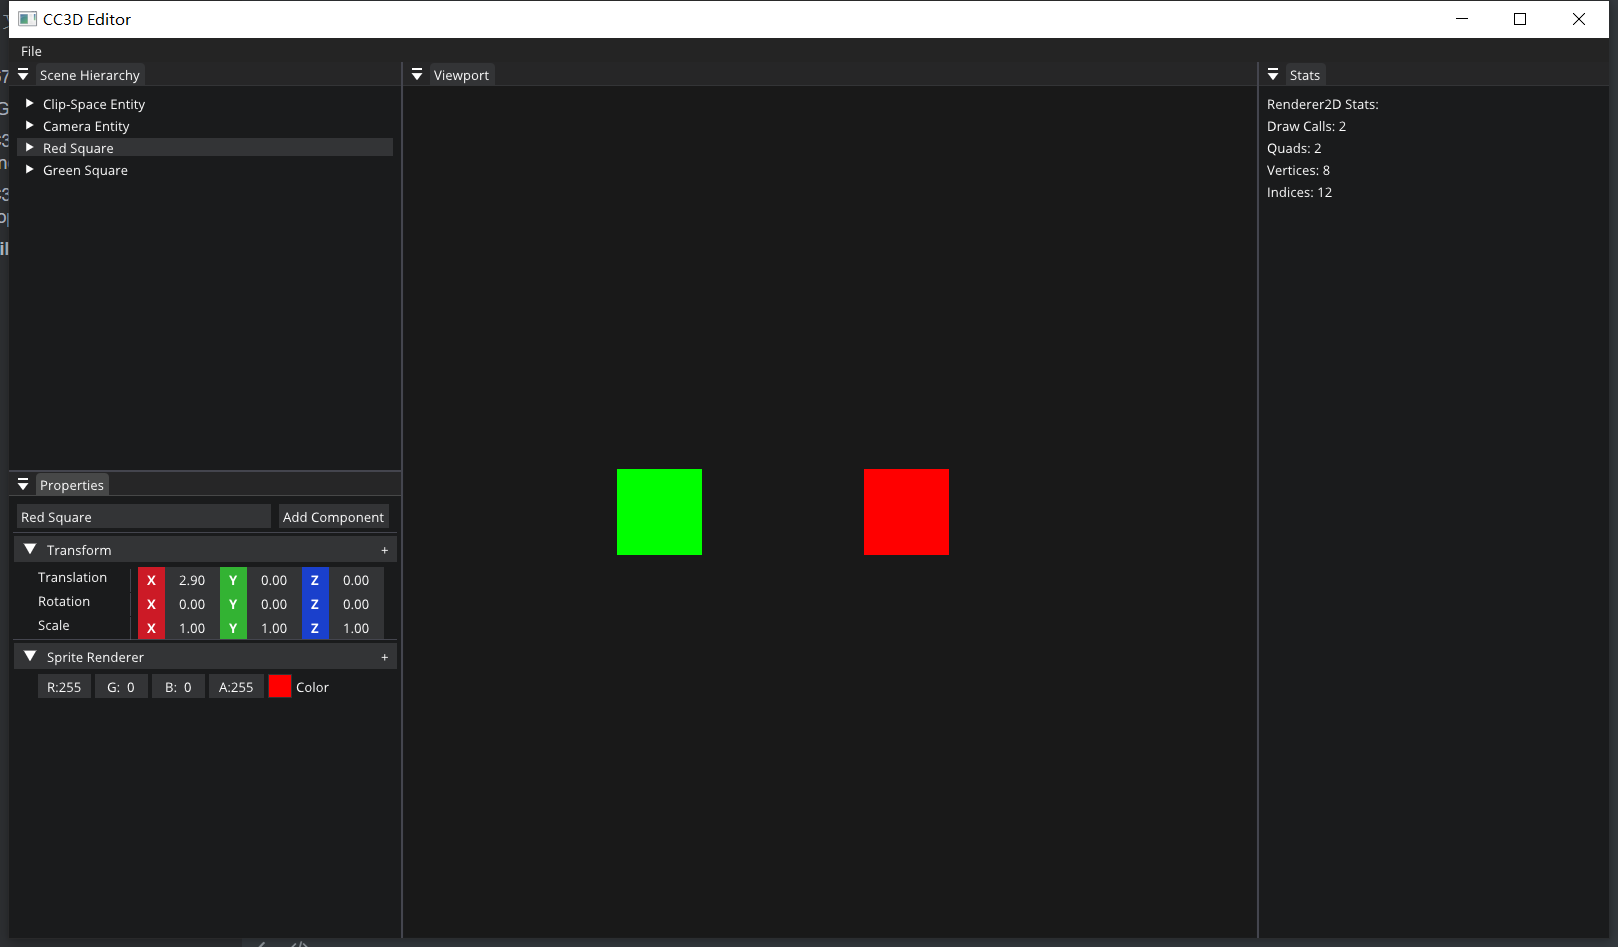 CC3D Editor
File
Scene Hierarchy
Clip-Space Entity
Camera Entity
Red Square
Green Square
Properties
Red Square Add Component
Transform +
Translation X 2.90 Y 0.00 Z 0.00
Rotation X 0.00 Y 0.00 Z 0.00
Scale X 1.00 Y 1.00 Z 1.00
Sprite Renderer +
R:255 G: 0 B: 0 A:255 Color
Viewport
Stats
Renderer2D Stats:
Draw Calls: 2
Quads: 2
Vertices: 8
Indices: 12